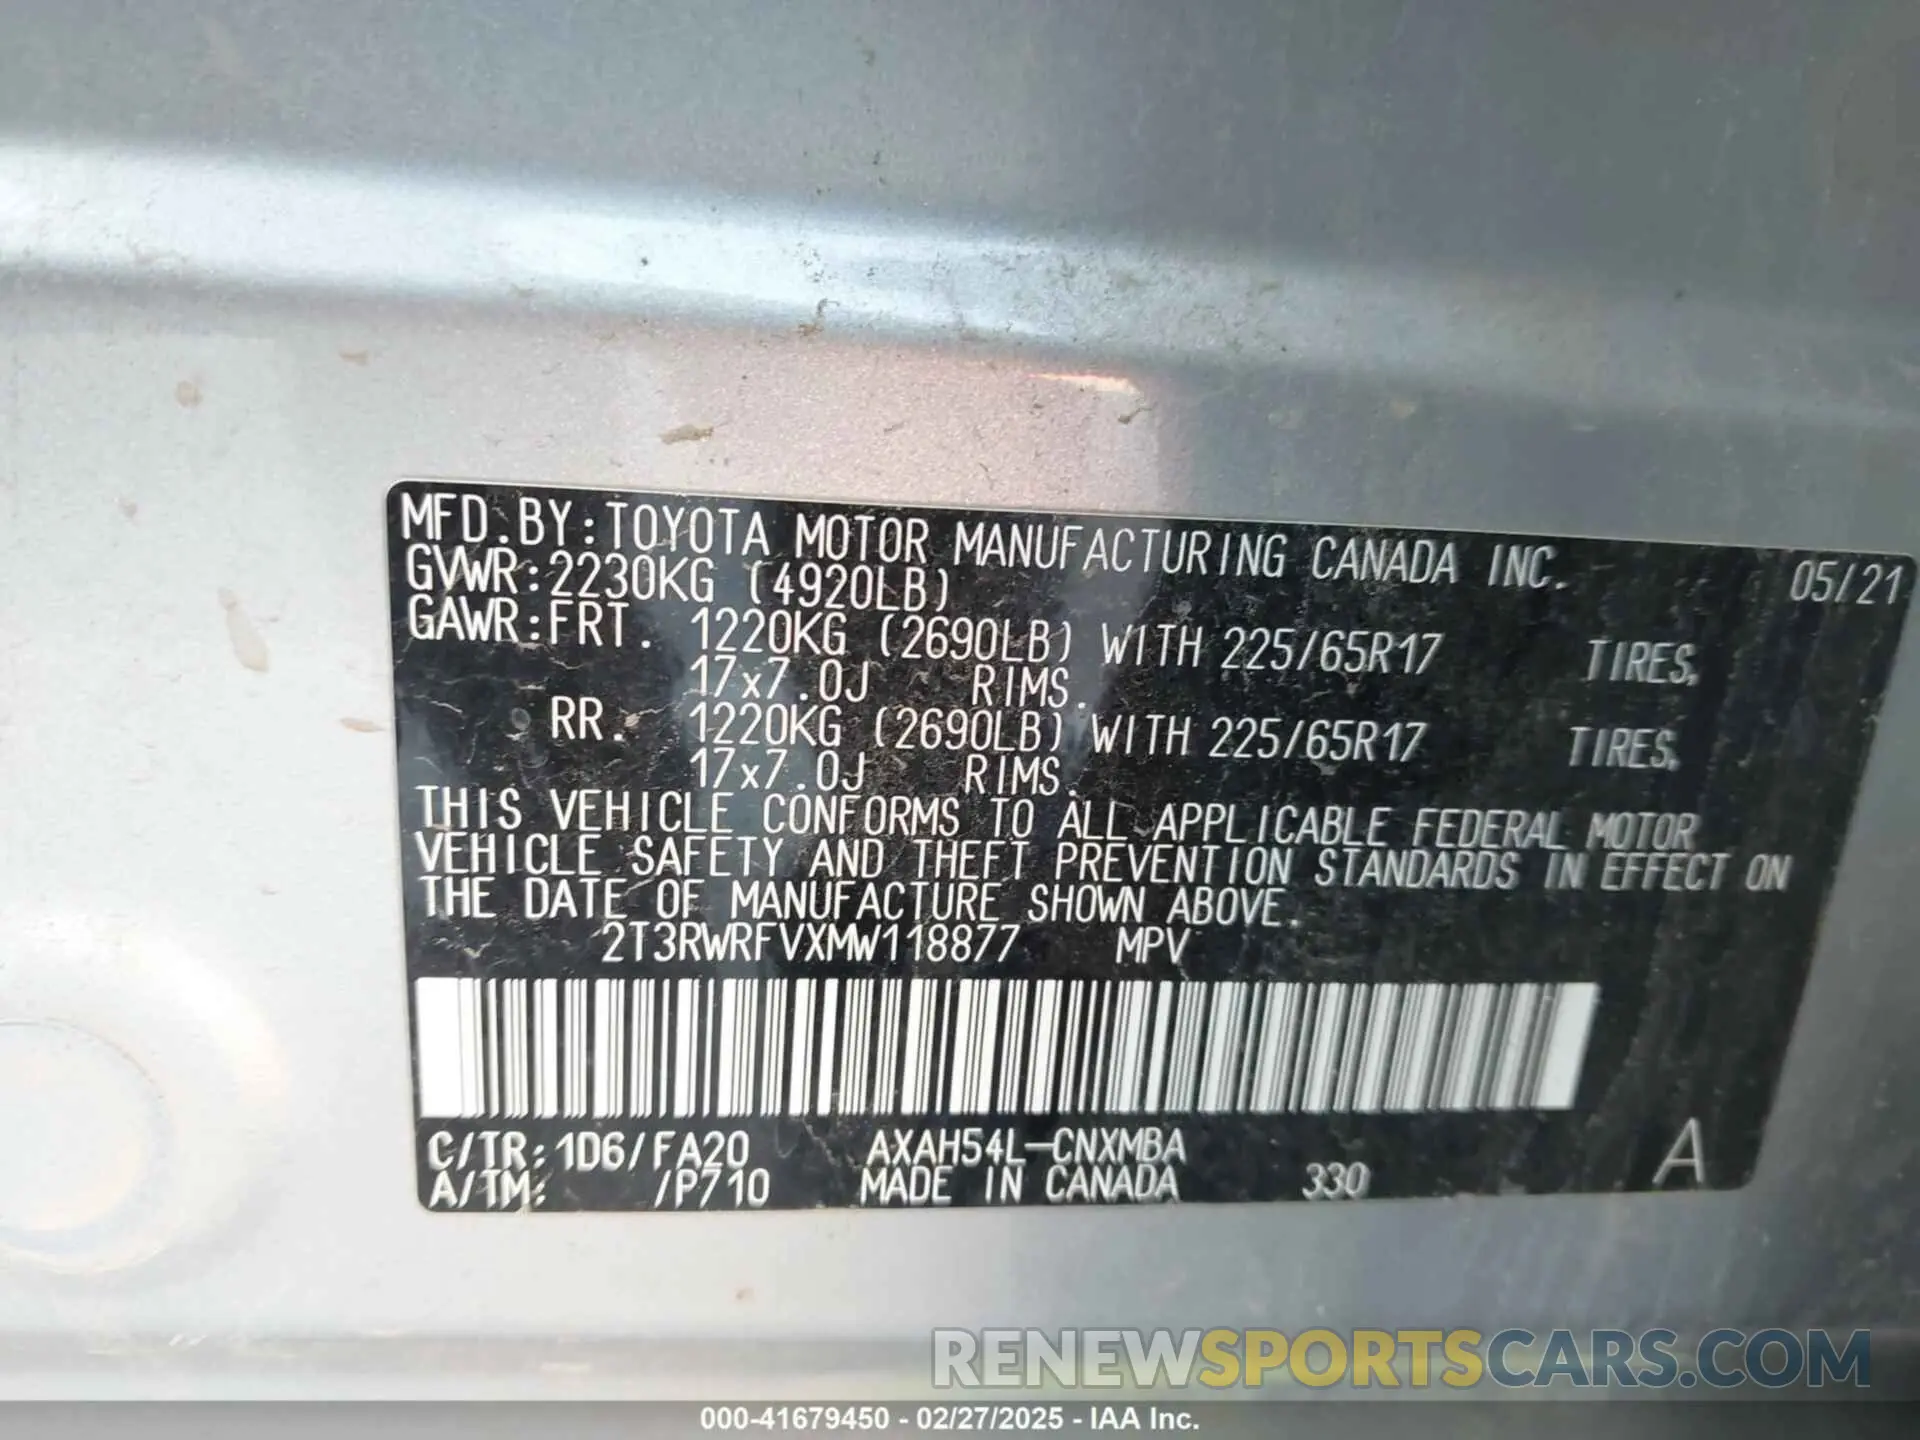 MFD.BY:TOYOTA MOTOR MANUFACTURING CANADA INC. 05/21
GVWR:2230KG (4920LB)
GAWR:FRT. 1220KG (2690LB) WITH 225/65R17 TIRES,
17x7.0J RIMS.
RR. 1220KG (2690LB) WITH 225/65R17 TIRES,
17x7.0J RIMS.
THIS VEHICLE CONFORMS TO ALL APPLICABLE FEDERAL MOTOR
VEHICLE SAFETY AND THEFT PREVENTION STANDARDS IN EFFECT ON
THE DATE OF MANUFACTURE SHOWN ABOVE.
2T3RWRFVXMW118877 MPV
C/TR:1D6/FA20 AXAH54L-CNXMBA
A/TM: /P710 MADE IN CANADA 330 A
RENEWSPORTSCARS.COM
000-41679450 - 02/27/2025 - IAA Inc.